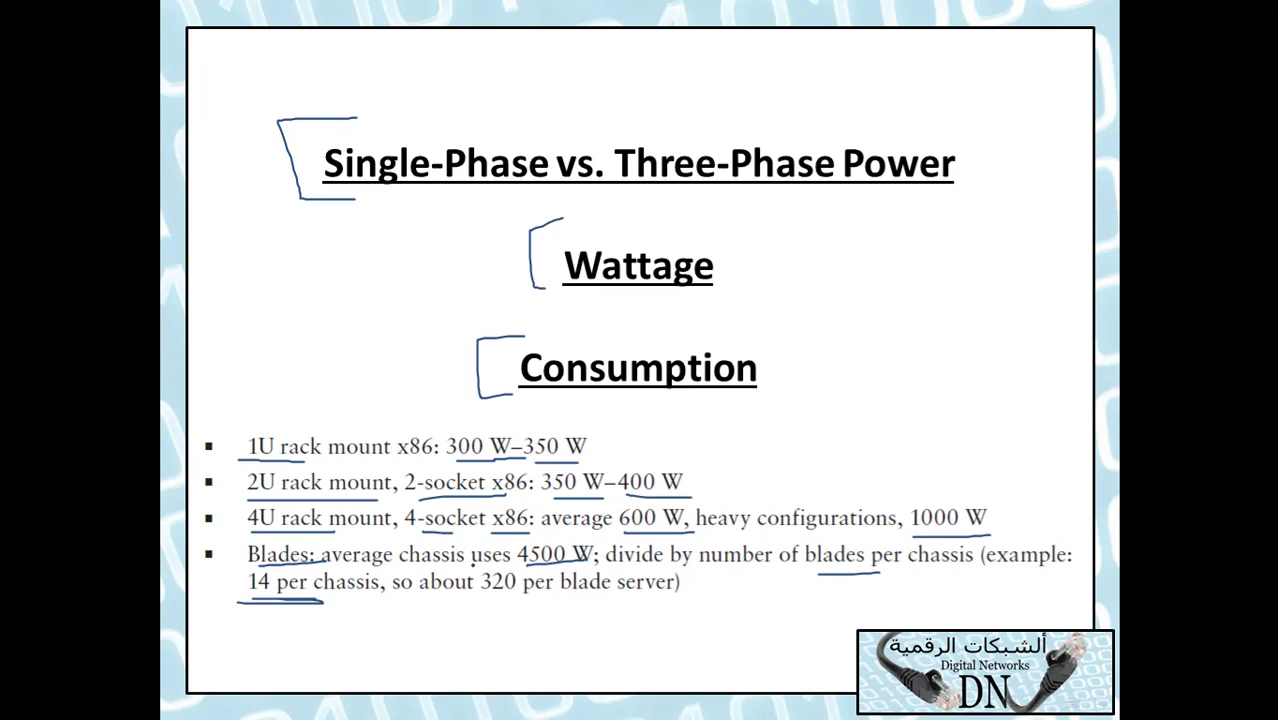 Single-Phase vs. Three-Phase Power
Wattage
Consumption
▪ 1U rack mount x86: 300 W–350 W
▪ 2U rack mount, 2-socket x86: 350 W–400 W
▪ 4U rack mount, 4-socket x86: average 600 W, heavy configurations, 1000 W
▪ Blades: average chassis uses 4500 W; divide by number of blades per chassis (example:
14 per chassis, so about 320 per blade server)
ألشبكات الرقمية
Digital Networks
DN